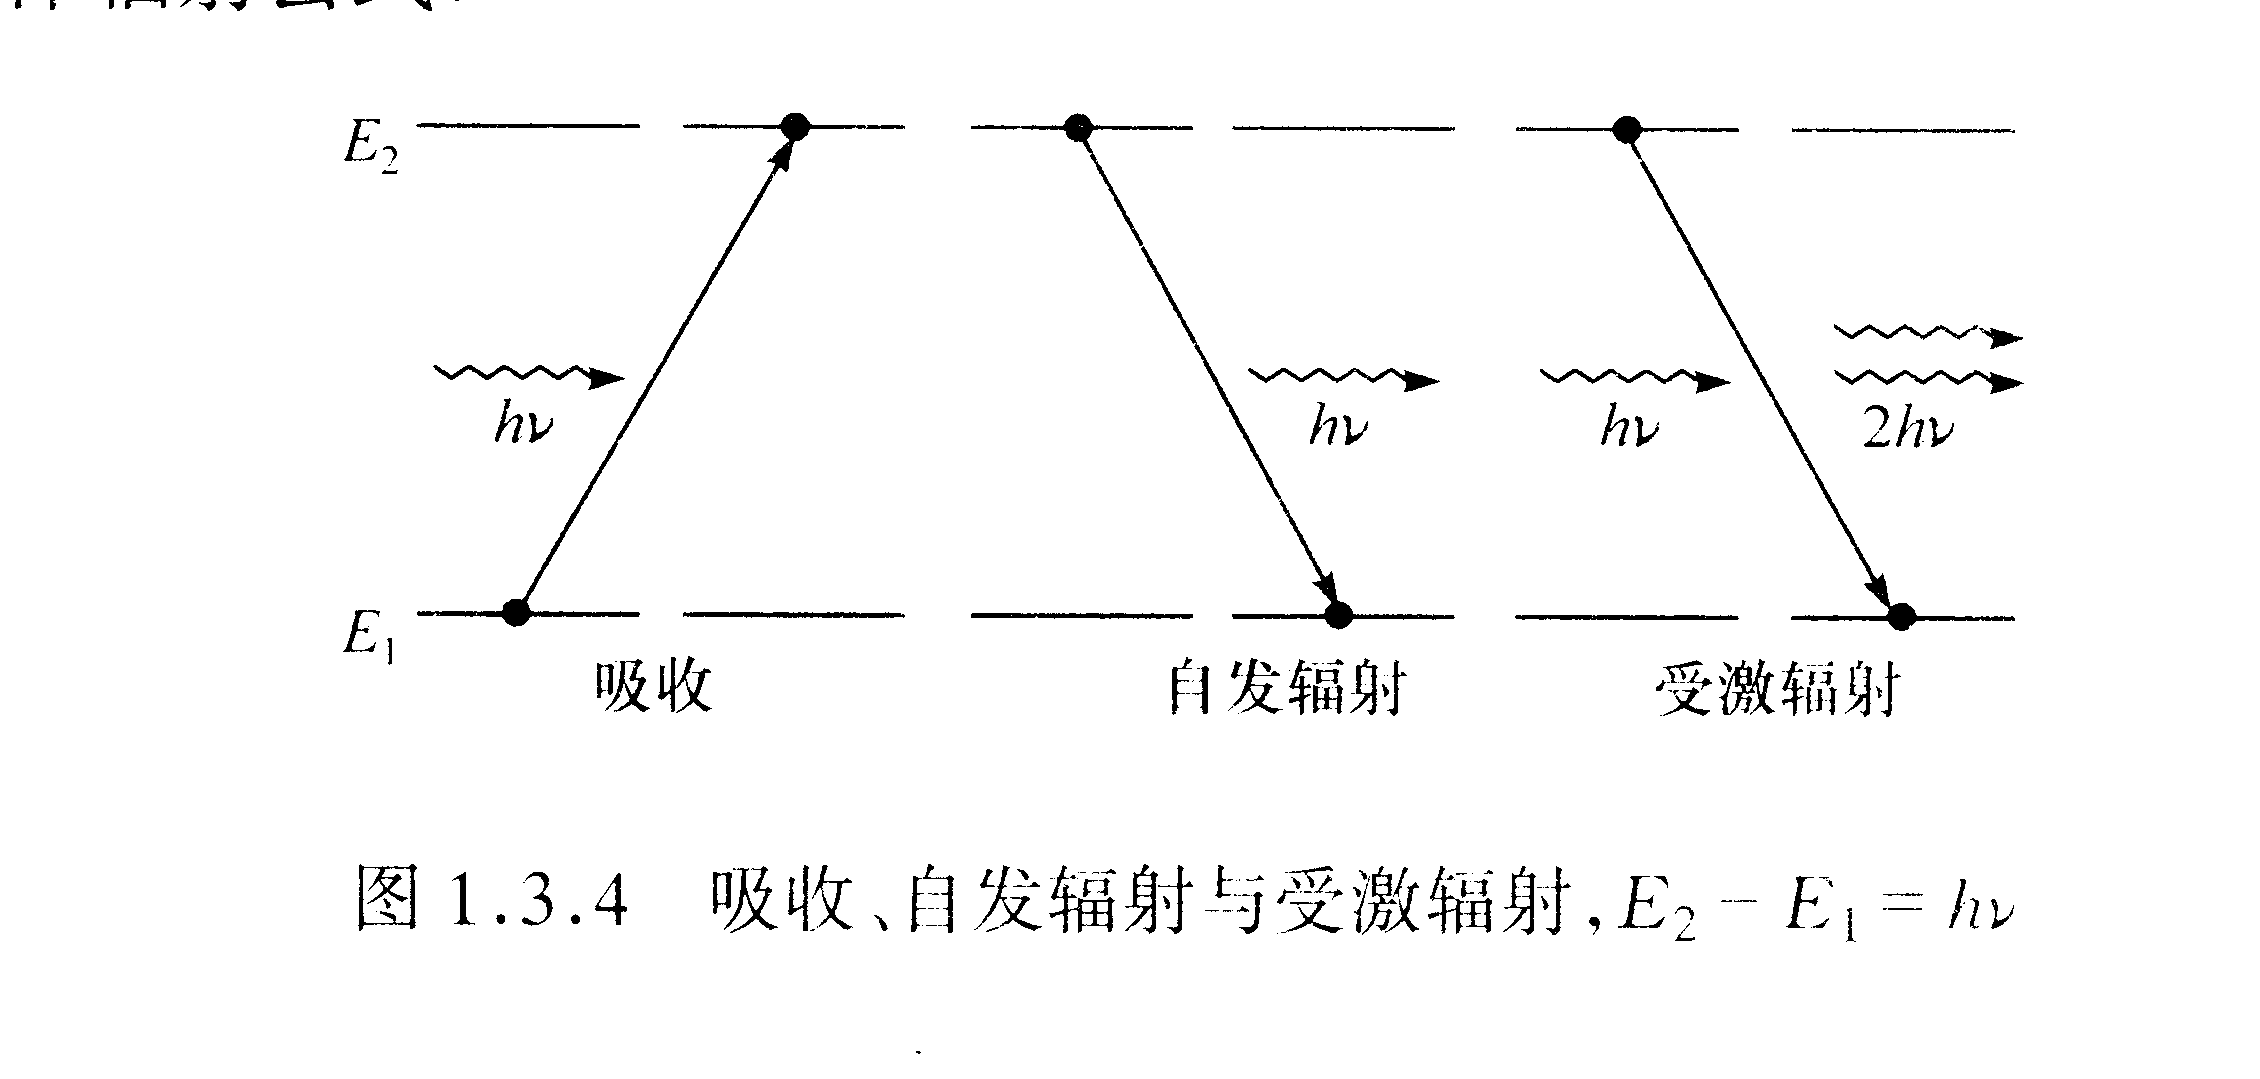 E₂
hν hν hν 2hν
E₁
吸收 自发辐射 受激辐射
图 1.3.4 吸收、自发辐射与受激辐射,E₂ − E₁ = hν